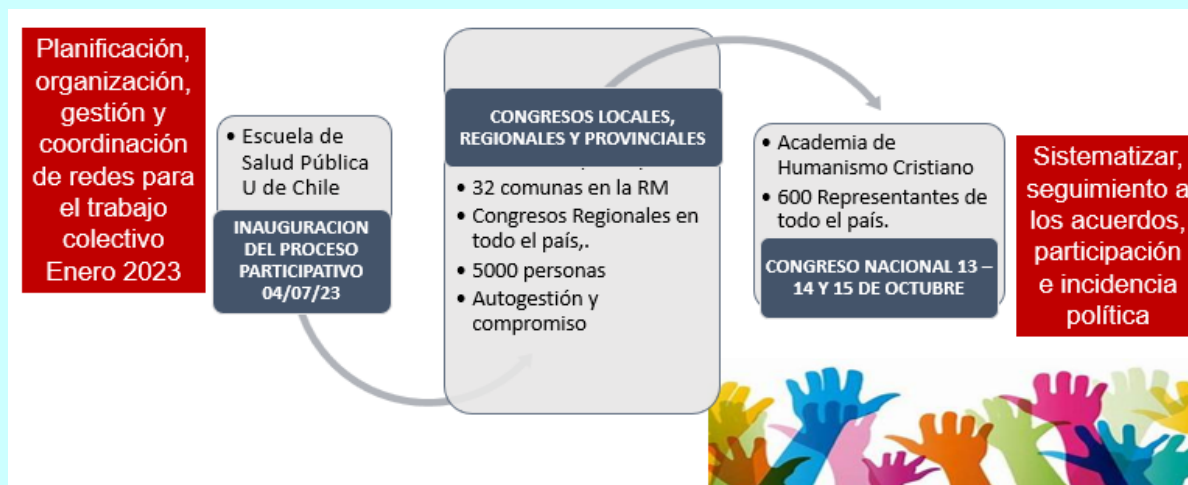 Planificación,
organización,
gestión y
coordinación
de redes para
el trabajo
colectivo
Enero 2023
• Escuela de
Salud Pública
U de Chile
INAUGURACION
DEL PROCESO
PARTICIPATIVO
04/07/23
CONGRESOS LOCALES,
REGIONALES Y PROVINCIALES
• 32 comunas en la RM
• Congresos Regionales en
todo el país,.
• 5000 personas
• Autogestión y
compromiso
• Academia de
Humanismo Cristiano
• 600 Representantes de
todo el país.
CONGRESO NACIONAL 13 –
14 Y 15 DE OCTUBRE
Sistematizar,
seguimiento a
los acuerdos,
participación
e incidencia
política